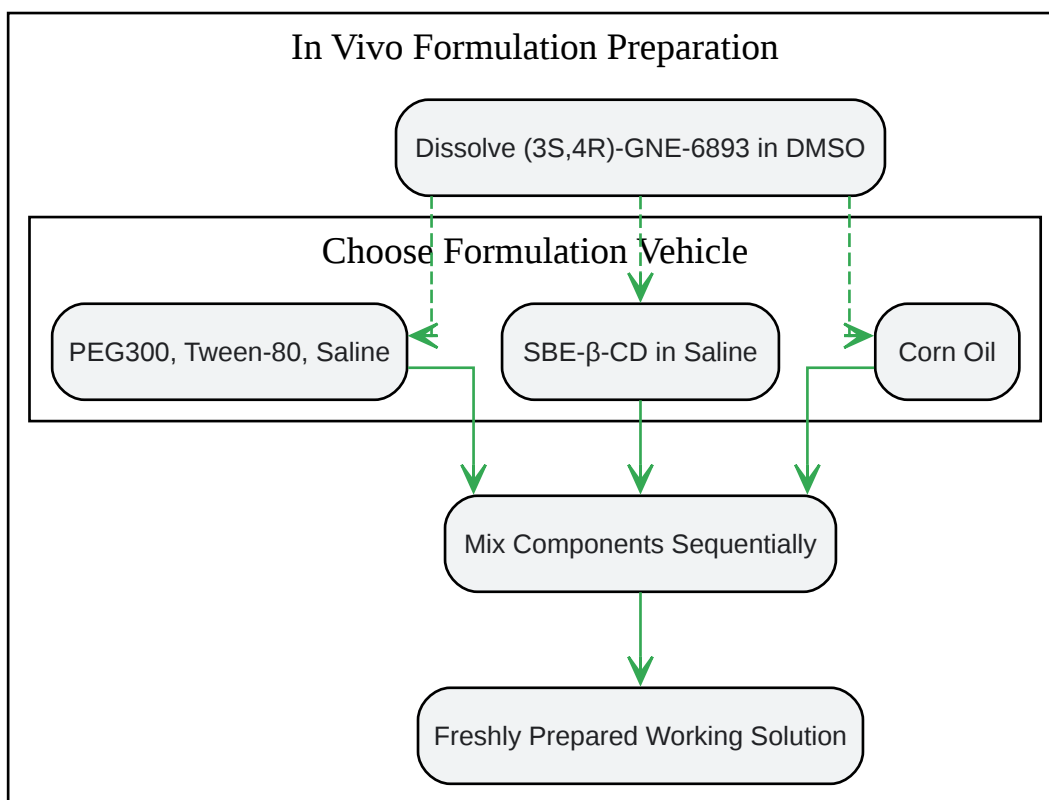 In Vivo Formulation Preparation
Dissolve (3S,4R)-GNE-6893 in DMSO
Choose Formulation Vehicle
PEG300, Tween-80, Saline
SBE-β-CD in Saline
Corn Oil
Mix Components Sequentially
Freshly Prepared Working Solution